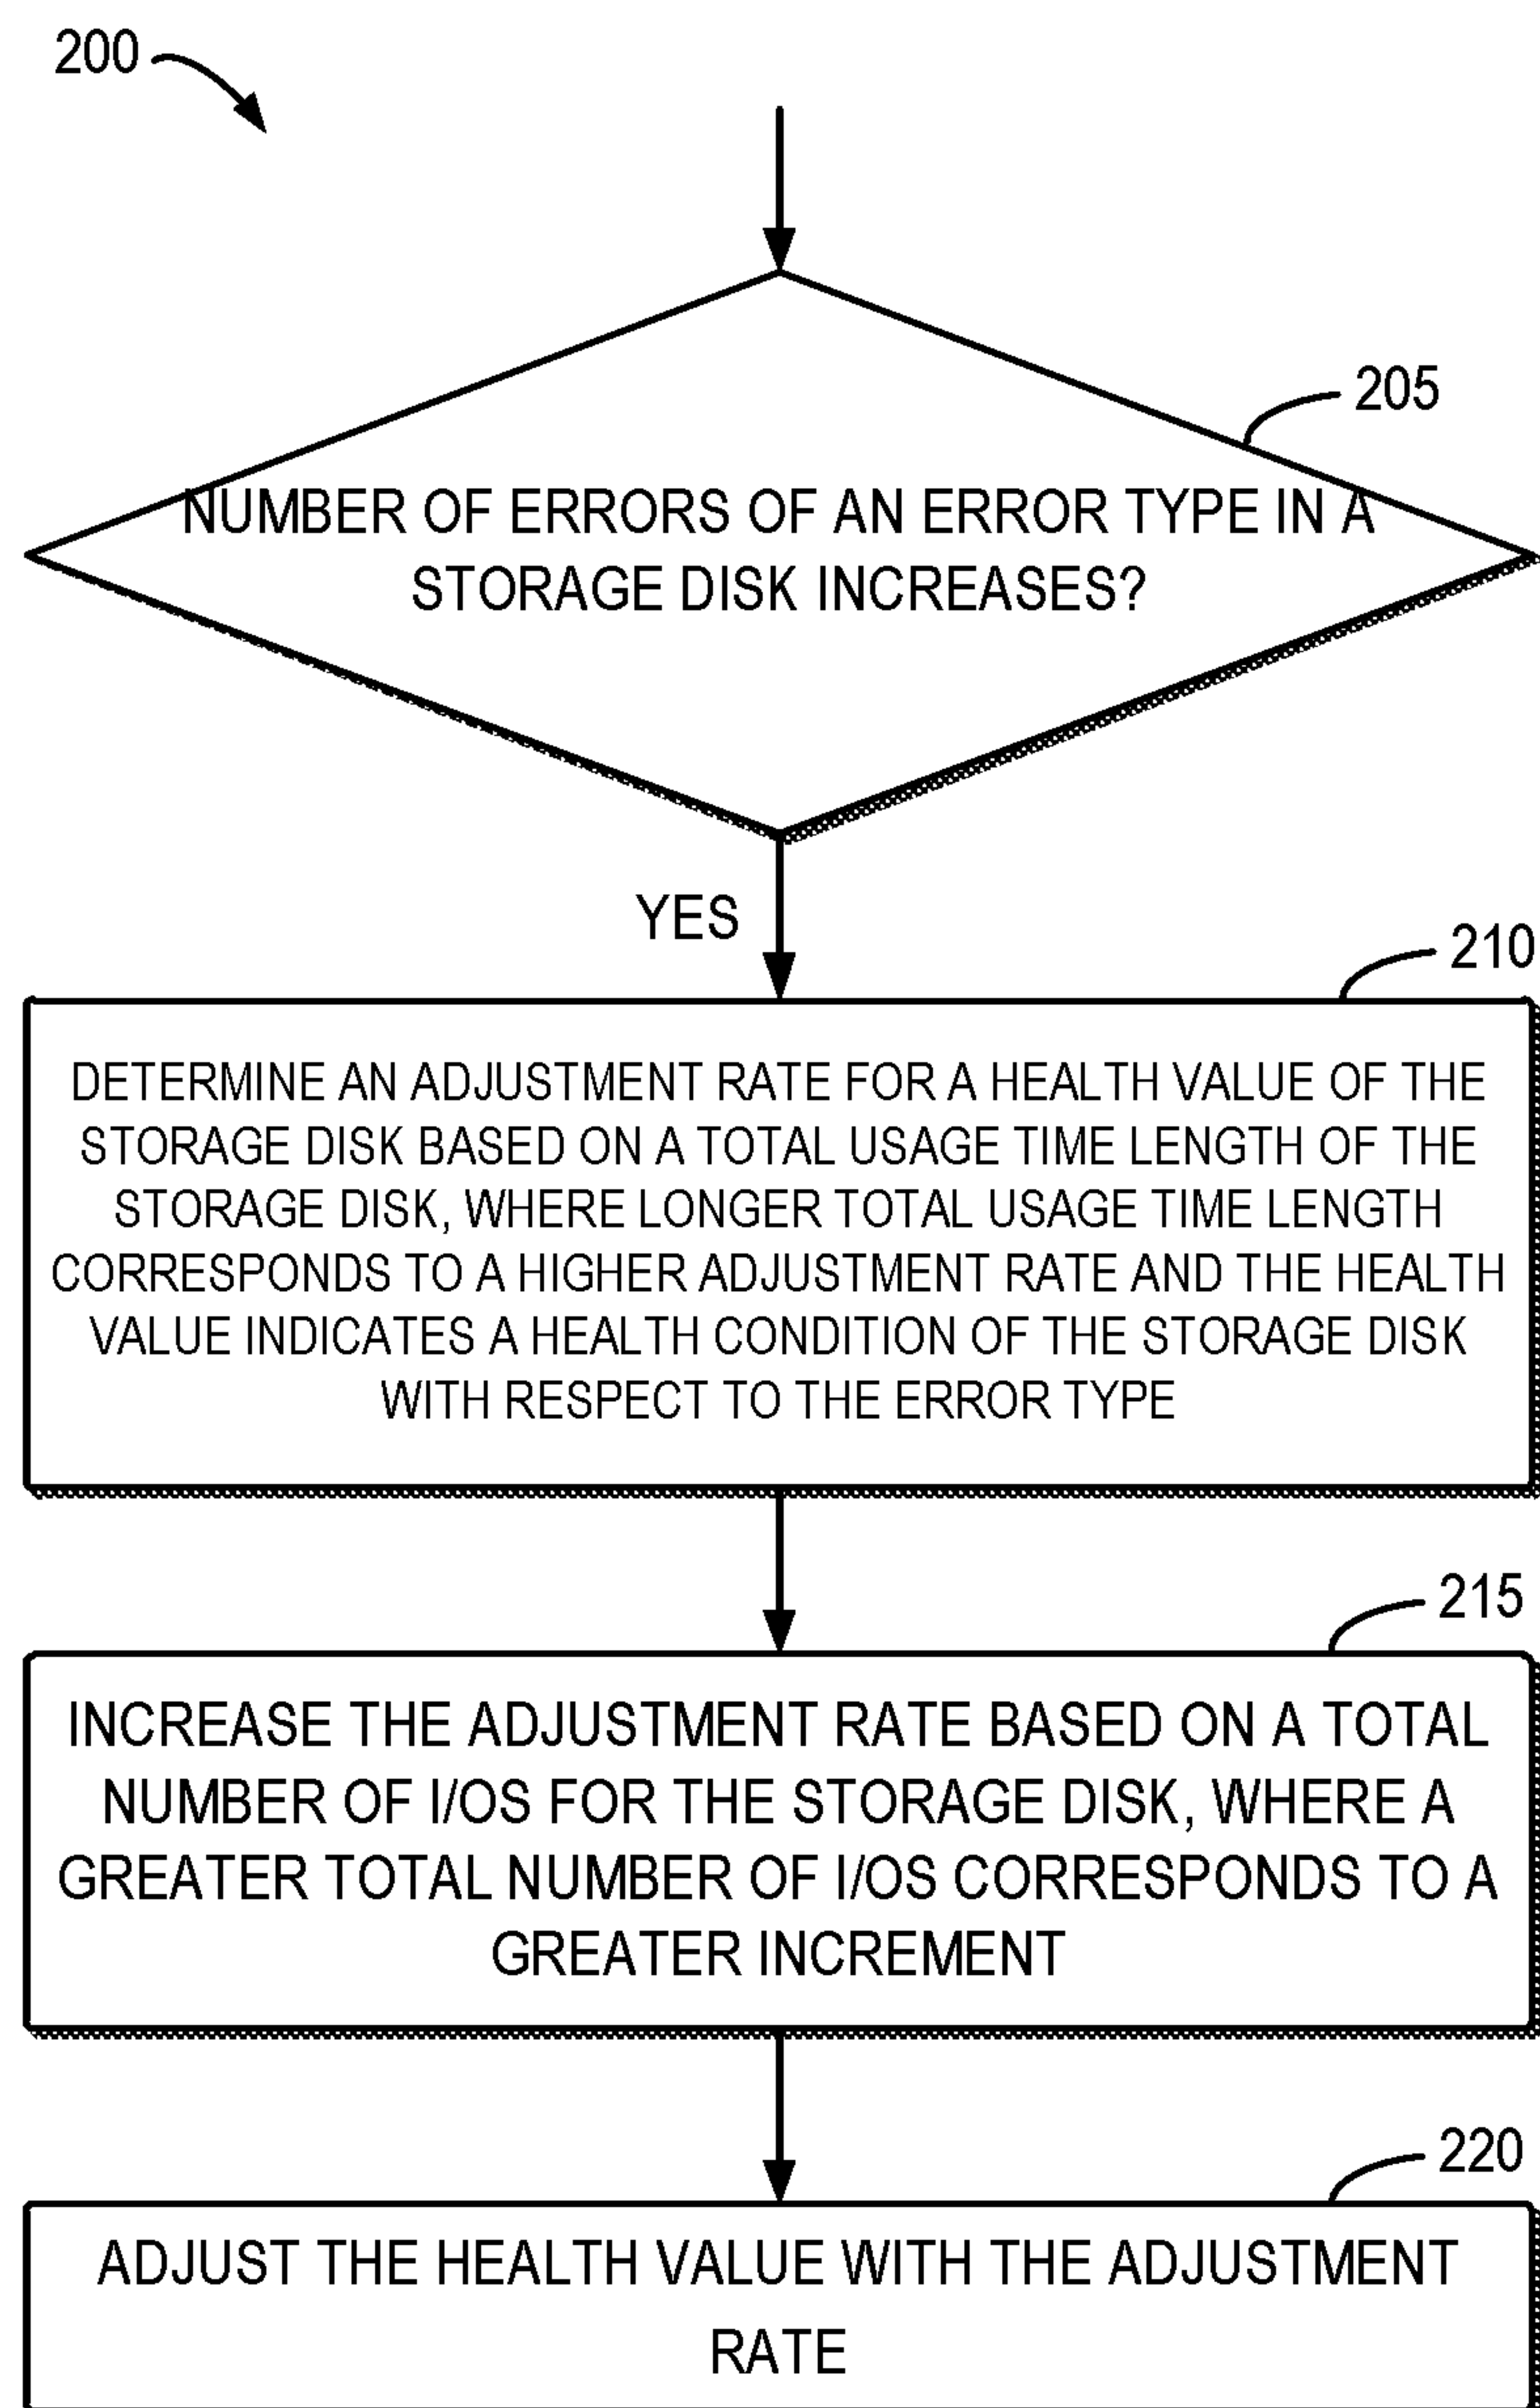 200
205
NUMBER OF ERRORS OF AN ERROR TYPE IN A
STORAGE DISK INCREASES?
YES
210
DETERMINE AN ADJUSTMENT RATE FOR A HEALTH VALUE OF THE
STORAGE DISK BASED ON A TOTAL USAGE TIME LENGTH OF THE
STORAGE DISK, WHERE LONGER TOTAL USAGE TIME LENGTH
CORRESPONDS TO A HIGHER ADJUSTMENT RATE AND THE HEALTH
VALUE INDICATES A HEALTH CONDITION OF THE STORAGE DISK
WITH RESPECT TO THE ERROR TYPE
215
INCREASE THE ADJUSTMENT RATE BASED ON A TOTAL
NUMBER OF I/OS FOR THE STORAGE DISK, WHERE A
GREATER TOTAL NUMBER OF I/OS CORRESPONDS TO A
GREATER INCREMENT
220
ADJUST THE HEALTH VALUE WITH THE ADJUSTMENT
RATE